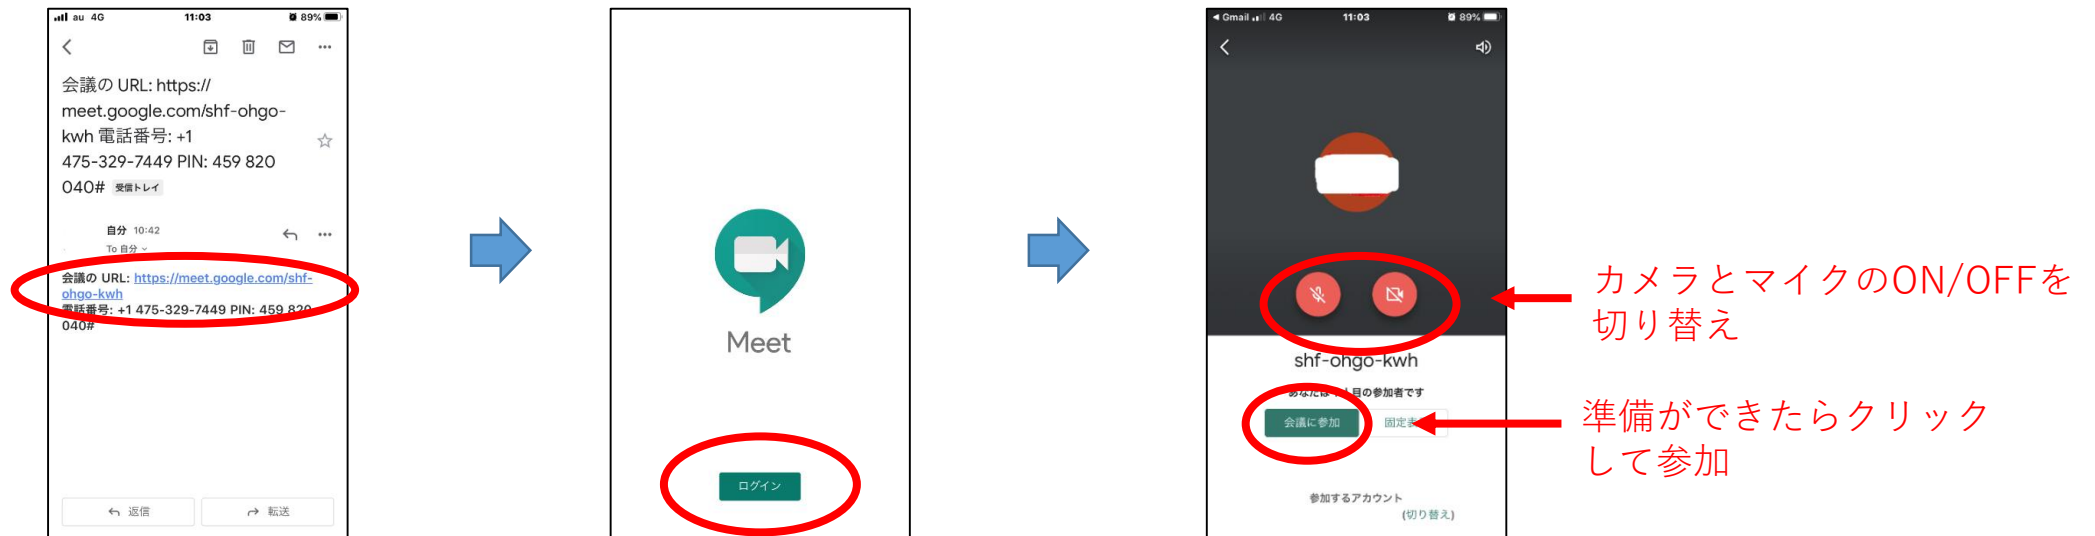 au 4G 11:03 89%
会議の URL: https://
meet.google.com/shf-ohgo-
kwh 電話番号: +1
475-329-7449 PIN: 459 820
040# 受信トレイ
自分 10:42
To 自分
会議の URL: https://meet.google.com/shf-
ohgo-kwh
電話番号: +1 475-329-7449 PIN: 459 820
040#
返信 転送
Meet
ログイン
Gmail 4G 11:03 89%
shf-ohgo-kwh
あなたは 目の参加者です
会議に参加 固定
参加するアカウント
(切り替え)
カメラとマイクのON/OFFを
切り替え
準備ができたらクリック
して参加